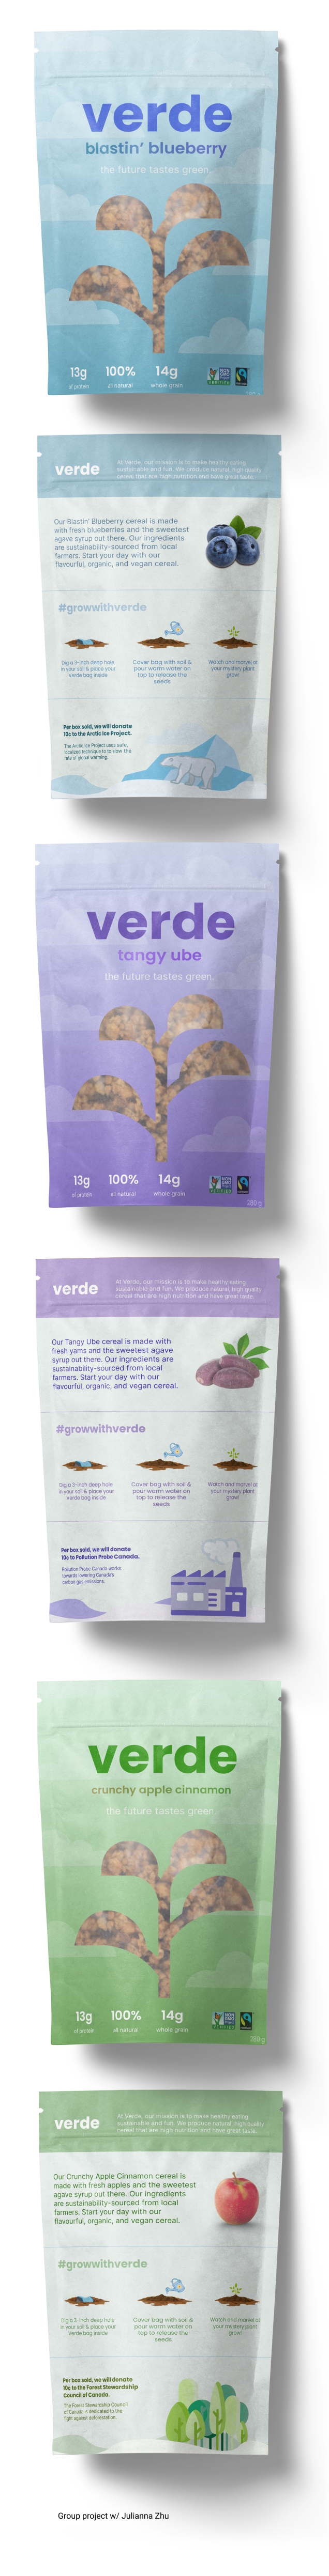 verde
blastin' blueberry
the future tastes green.
13g
100%
14g
of protein
all natural
whole grain
verde
At Verde, our mission is to make healthy eating
sustainable and fun. We produce natural, high quality
cereal that are high nutrition and have great taste.
Our Blastin' Blueberry cereal is made
with fresh blueberries and the sweetest
agave syrup out there. Our ingredients
are sustainability-sourced from local
farmers. Start your day with our
flavourful, organic, and vegan cereal.
#growwithverde
Dig a 3-inch deep hole
in your soil & place your
Verde bag inside
Cover bag with soil &
pour warm water on
top to release the
seeds
Watch and marvel at
your mystery plant
grow!
Per box sold, we will donate
10c to the Arctic Ice Project.
The Arctic Ice Project uses safe,
localized technique to to slow the
rate of global warming.
verde
tangy ube
the future tastes green.
13g
100%
14g
of protein
all natural
whole grain
380g
verde
At Verde, our mission is to make healthy eating
sustainable and fun. We produce natural, high quality
cereal that are high nutrition and have great taste.
Our Tangy Ube cereal is made with
fresh yams and the sweetest agave
syrup out there. Our ingredients are
sustainability-sourced from local
farmers. Start your day with our
flavourful, organic, and vegan cereal.
#growwithverde
Dig a 3-inch deep hole
in your soil & place your
Verde bag inside
Cover bag with soil &
pour warm water on
top to release the
seeds
Watch and marvel at
your mystery plant
grow!
Per box sold, we will donate
10c to Pollution Probe Canada.
Pollution Probe Canada works
towards lowering Canada's
carbon gas emissions.
verde
crunchy apple cinnamon
the future tastes green.
13g
100%
14g
of protein
all natural
whole grain
380g
verde
At Verde, our mission is to make healthy eating
sustainable and fun. We produce natural, high quality
cereal that are high nutrition and have great taste.
Our Crunchy Apple Cinnamon cereal is
made with fresh apples and the sweetest
agave syrup out there. Our ingredients
are sustainability-sourced from local
farmers. Start your day with our
flavourful, organic, and vegan cereal.
#growwithverde
Dig a 3-inch deep hole
in your soil & place your
Verde bag inside
Cover bag with soil &
pour warm water on
top to release the
seeds
Watch and marvel at
your mystery plant
grow!
Per box sold, we will donate
10c to the Forest Stewardship
Council of Canada.
The Forest Stewardship Council
of Canada is dedicated to the
fight against deforestation.
Group project w/ Julianna Zhu